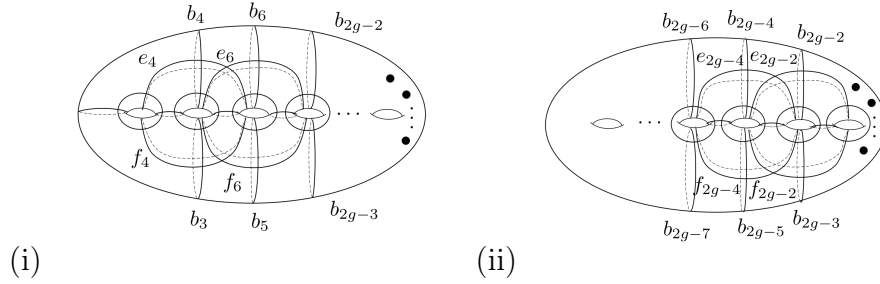 b_4 b_6 b_{2g-2}
e_4 e_6
f_4 f_6
b_3 b_5 b_{2g-3}
(i)
b_{2g-6} b_{2g-4} b_{2g-2}
e_{2g-4} e_{2g-2}
f_{2g-4} f_{2g-2}
b_{2g-7} b_{2g-5} b_{2g-3}
(ii)